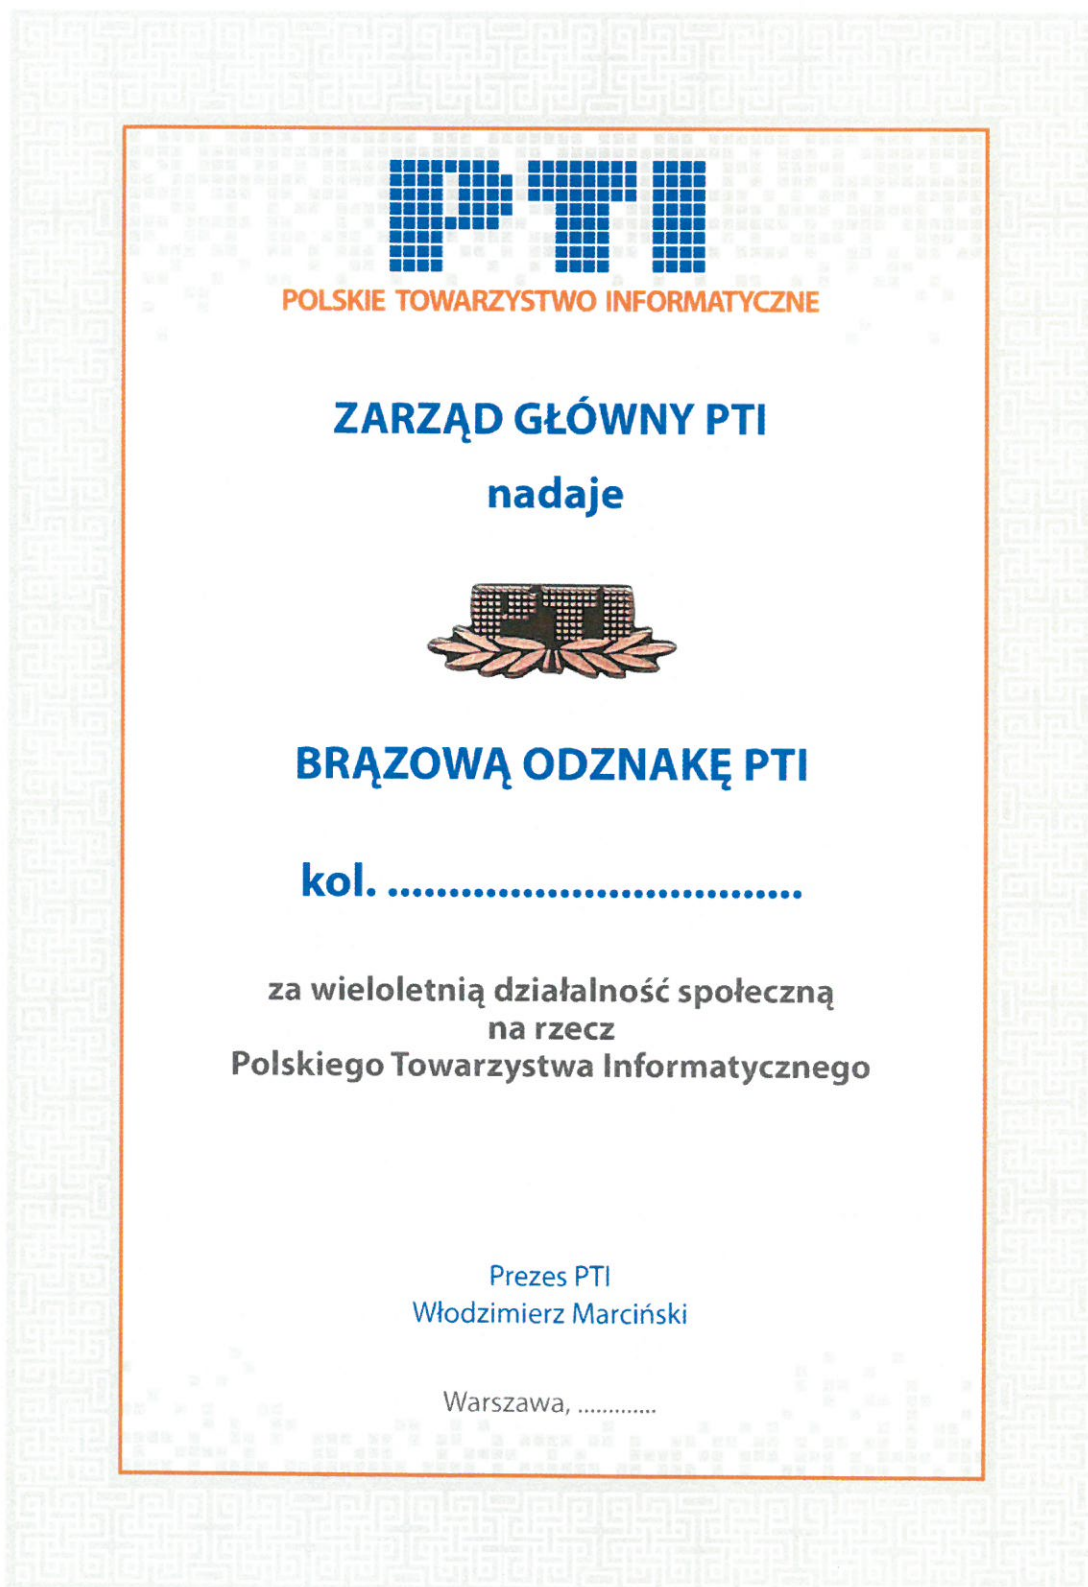 PTI
POLSKIE TOWARZYSTWO INFORMATYCZNE
ZARZĄD GŁÓWNY PTI
nadaje
PTI
BRĄZOWĄ ODZNAKĘ PTI
kol. ..................................
za wieloletnią działalność społeczną
na rzecz
Polskiego Towarzystwa Informatycznego
Prezes PTI
Włodzimierz Marciński
Warszawa, .............